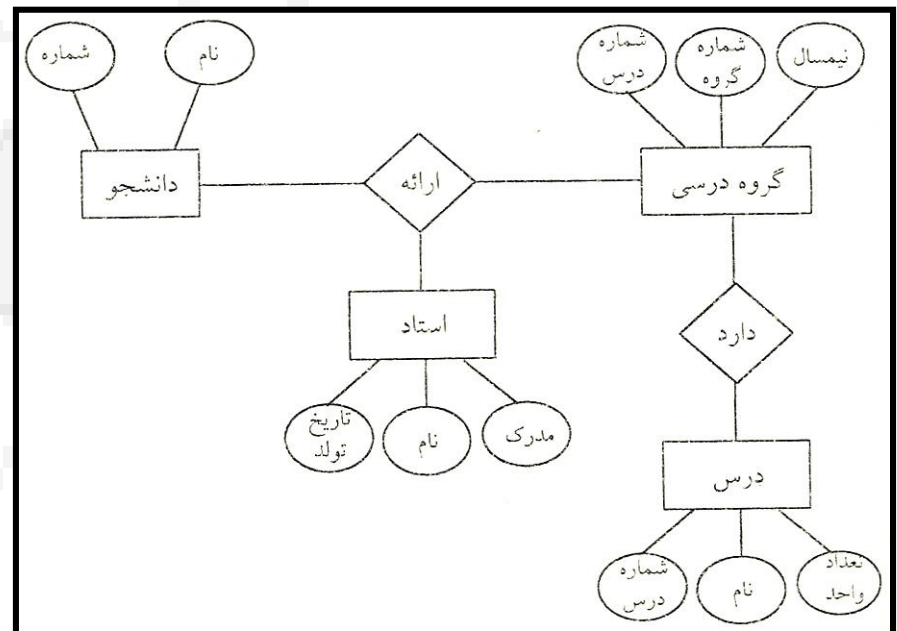 نیمسال
شماره
گروه
شماره
درس
نام
شماره
گروه درسی
ارائه
دانشجو
استاد
دارد
مدرک
نام
تاریخ
تولد
درس
تعداد
واحد
نام
شماره
درس